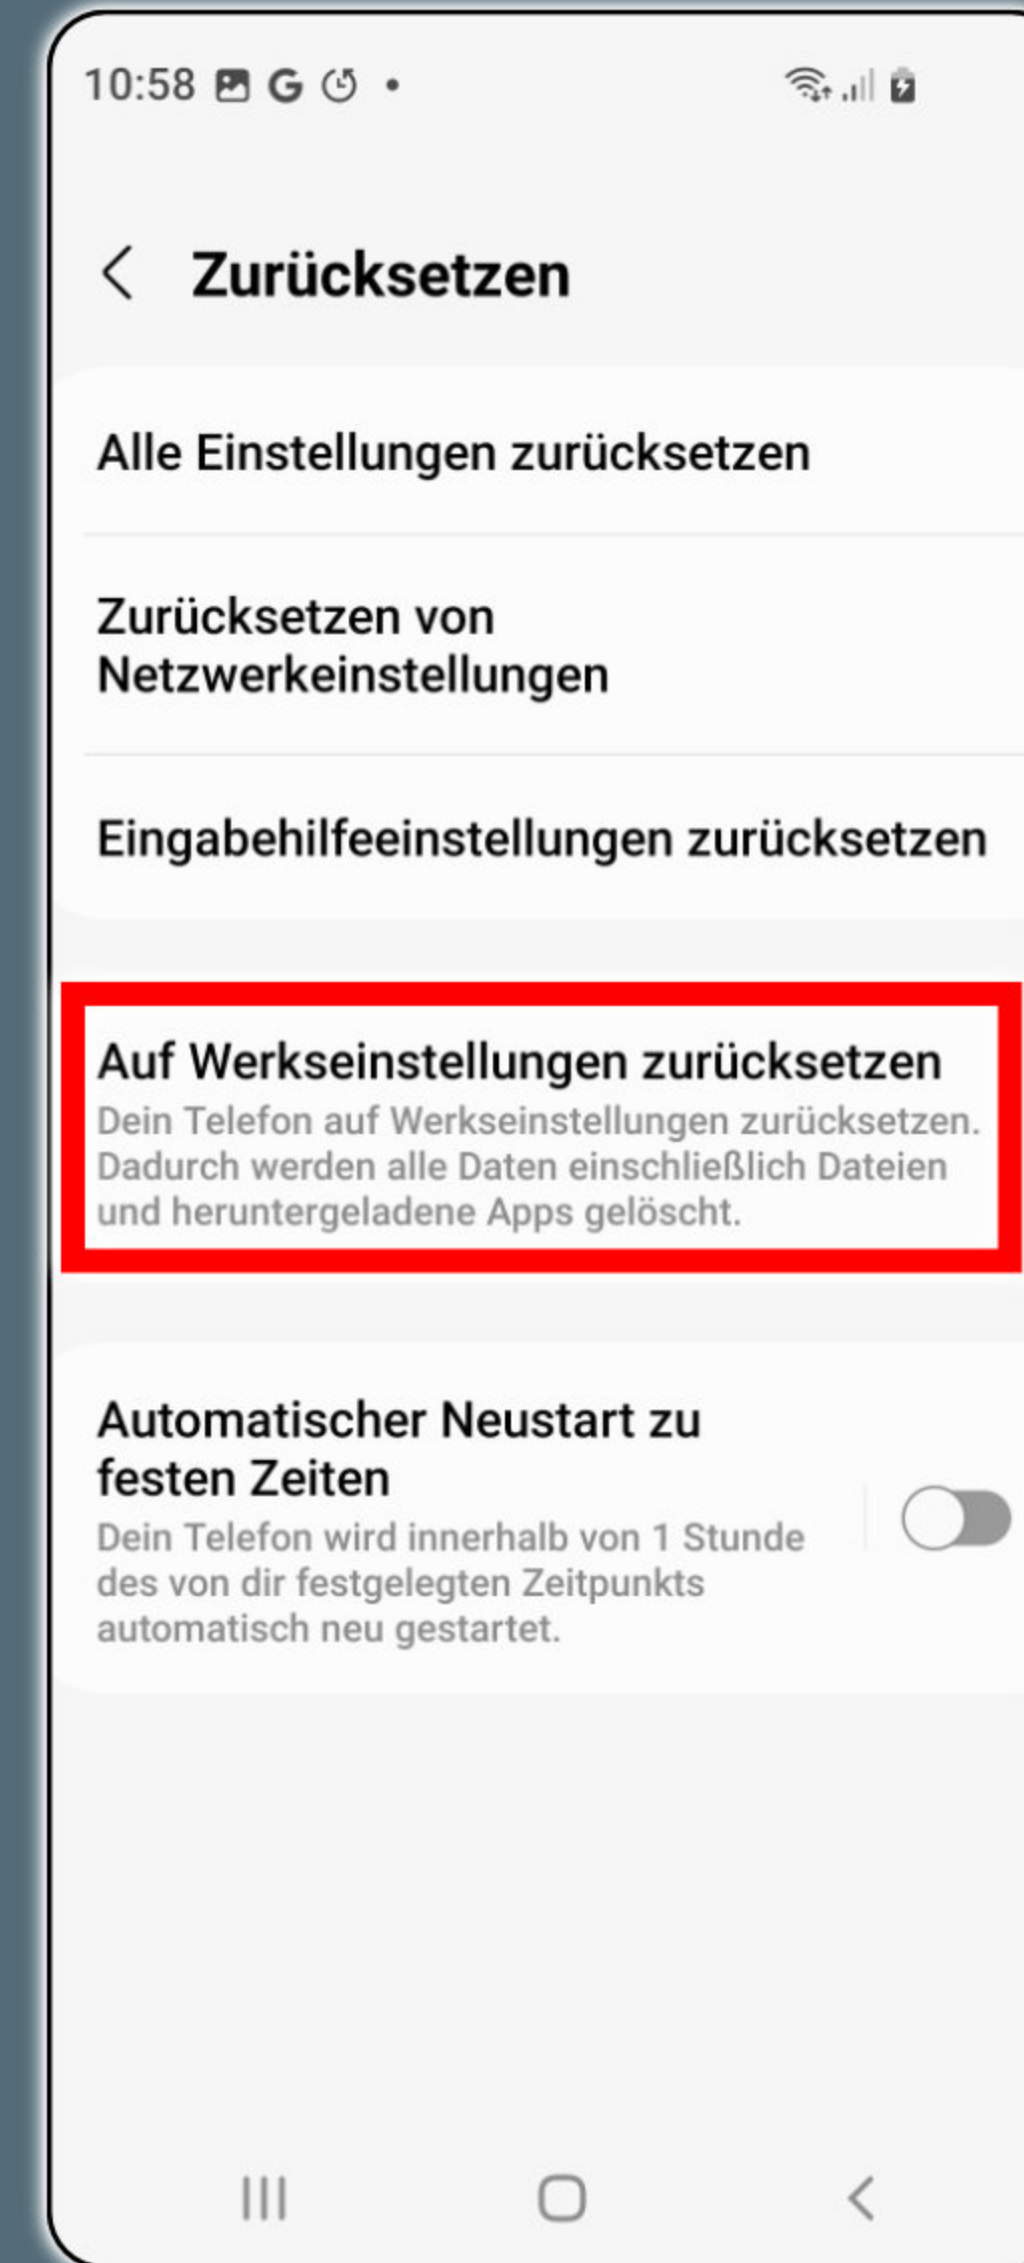 10:58
Zurücksetzen
Alle Einstellungen zurücksetzen
Zurücksetzen von
Netzwerkeinstellungen
Eingabehilfeeinstellungen zurücksetzen
Auf Werkseinstellungen zurücksetzen
Dein Telefon auf Werkseinstellungen zurücksetzen.
Dadurch werden alle Daten einschließlich Dateien
und heruntergeladene Apps gelöscht.
Automatischer Neustart zu
festen Zeiten
Dein Telefon wird innerhalb von 1 Stunde
des von dir festgelegten Zeitpunkts
automatisch neu gestartet.